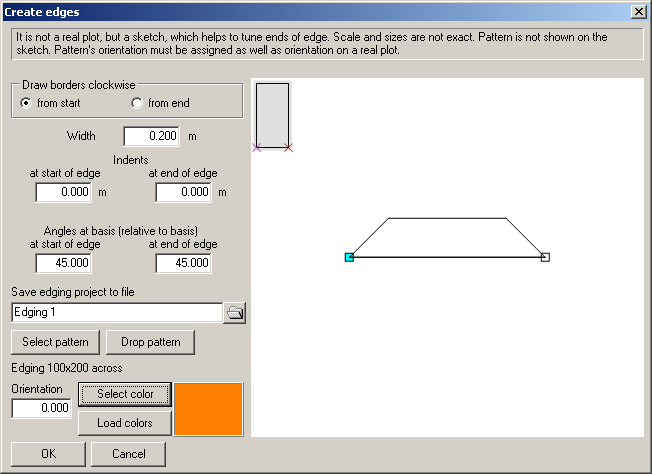 Create edges
It is not a real plot, but a sketch, which helps to tune ends of edge. Scale and sizes are not exact. Pattern is not shown on the
sketch. Pattern's orientation must be assigned as well as orientation on a real plot.
Draw borders clockwise
from start from end
Width 0.200 m
Indents
at start of edge at end of edge
0.000 m 0.000 m
Angles at basis (relative to basis)
at start of edge at end of edge
45.000 45.000
Save edging project to file
Edging 1
Select pattern Drop pattern
Edging 100x200 across
Orientation Select color
0.000
Load colors
OK Cancel